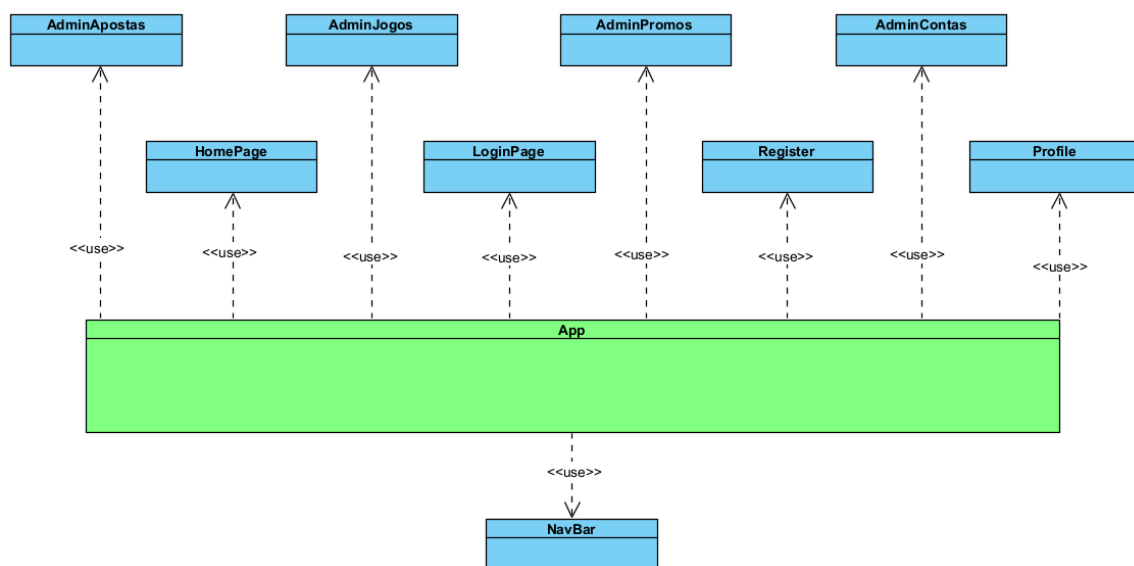 AdminApostas
AdminJogos
AdminPromos
AdminContas
HomePage
LoginPage
Register
Profile
<<use>>
<<use>>
<<use>>
<<use>>
<<use>>
<<use>>
<<use>>
<<use>>
App
<<use>>
NavBar